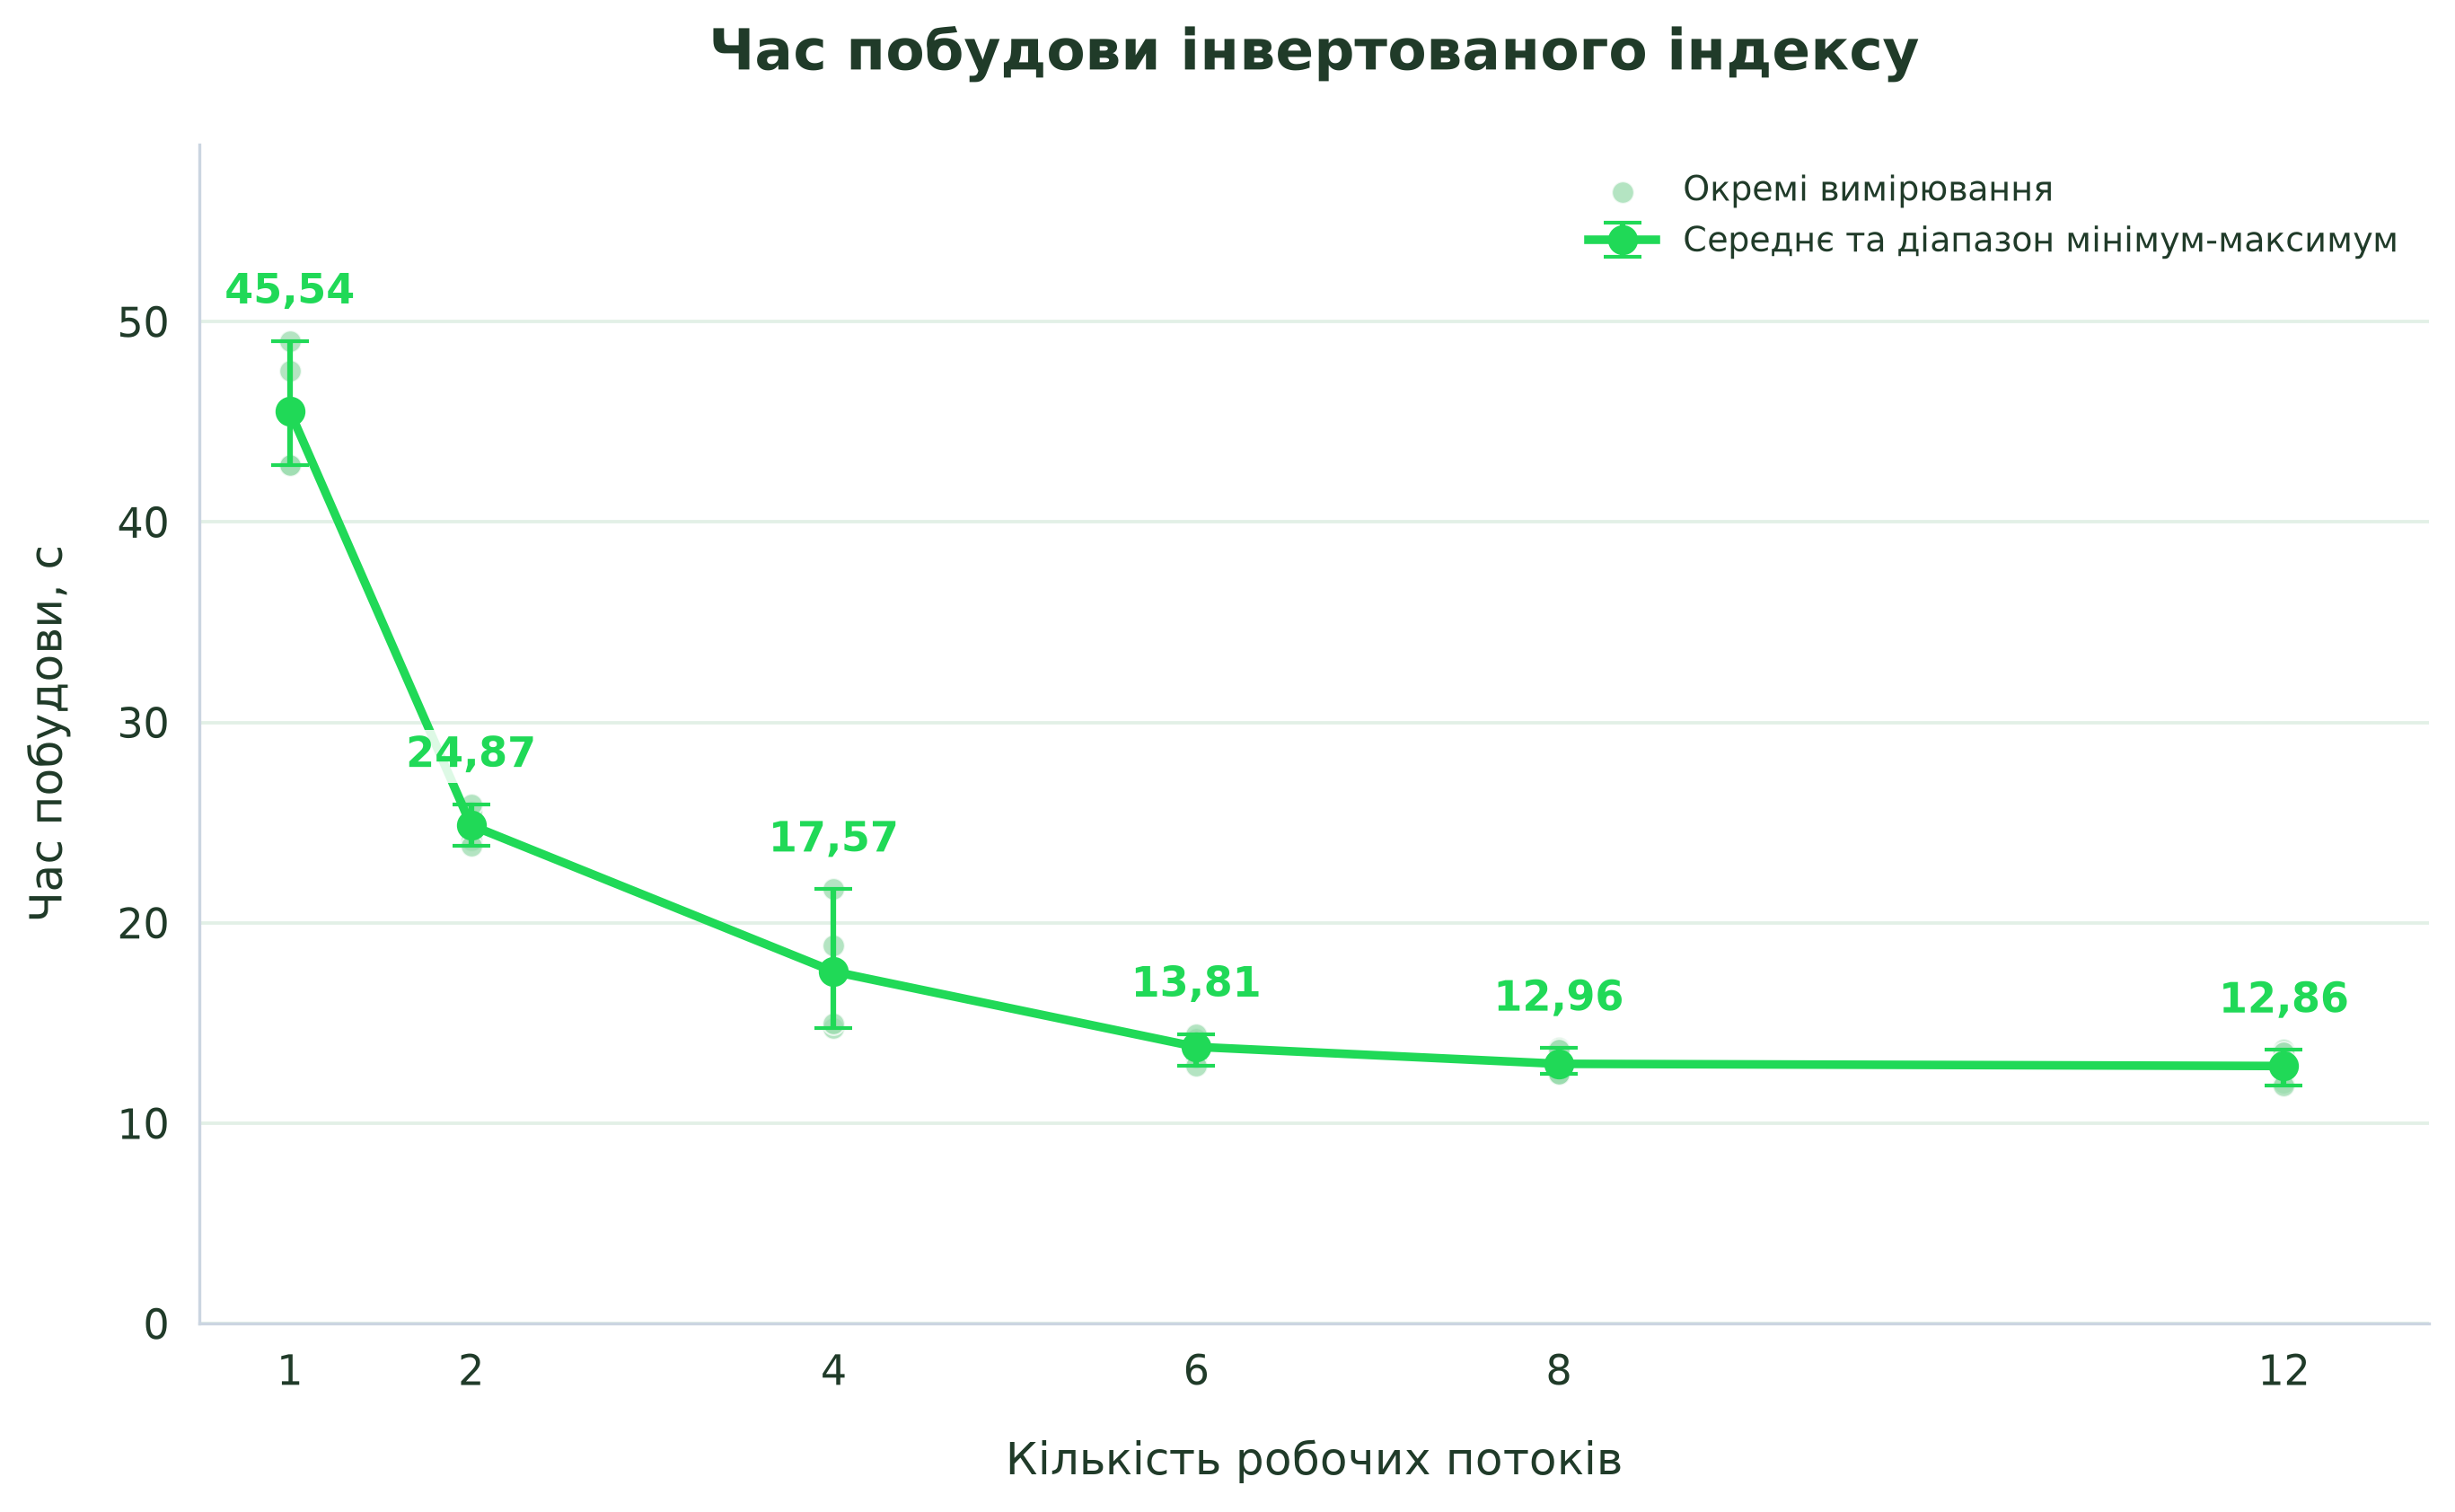 Час побудови інвертованого індексу
Окремі вимірювання
Середнє та діапазон мінімум-максимум
45,54
24,87
17,57
13,81
12,96
12,86
50
40
30
20
10
0
Час побудови, с
1 2 4 6 8 12
Кількість робочих потоків